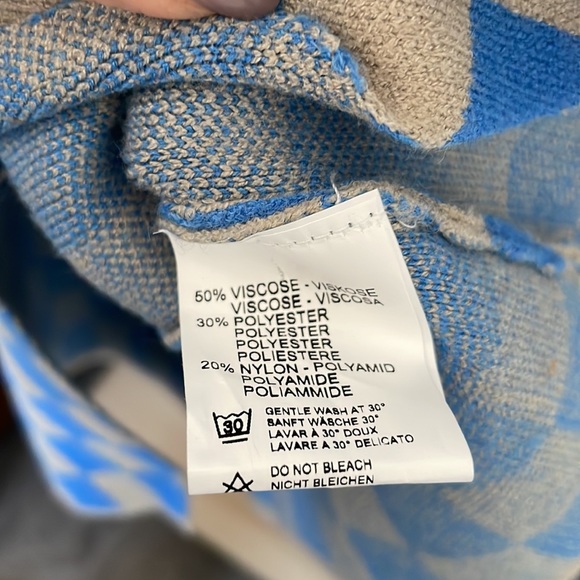 50% VISCOSE - VISKOSE
VISCOSE - VISCOSA
30% POLYESTER
POLYESTER
POLYESTER
POLIESTERE
20% NYLON - POLYAMID
POLYAMIDE
POLIAMMIDE
30
GENTLE WASH AT 30°
SANFT WÄSCHE 30°
LAVAR À 30° DOUX
LAVARE A 30° DELICATO
DO NOT BLEACH
NICHT BLEICHEN